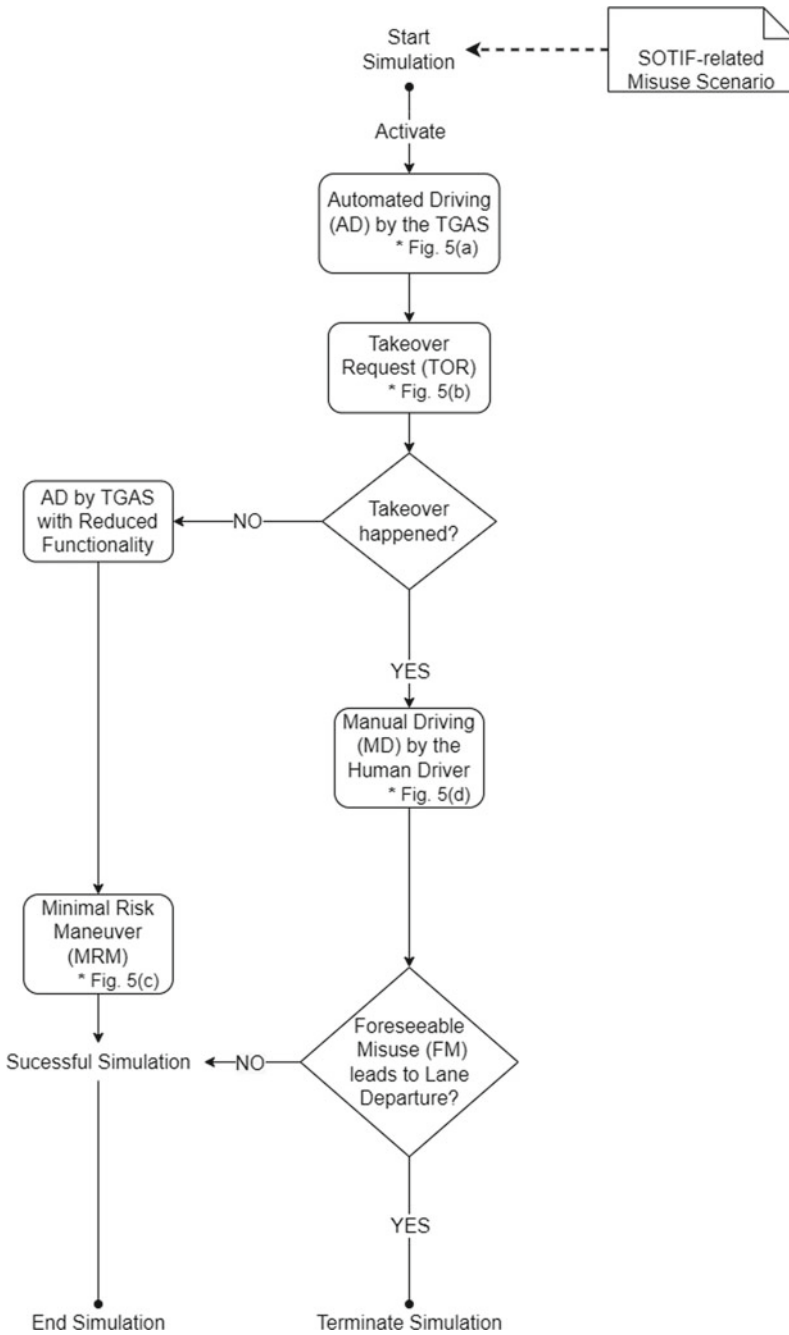 Start
Simulation
SOTIF-related
Misuse Scenario
Activate
Automated Driving
(AD) by the TGAS
* Fig. 5(a)
Takeover
Request (TOR)
* Fig. 5(b)
Takeover
happened?
NO
AD by TGAS
with Reduced
Functionality
YES
Manual Driving
(MD) by the
Human Driver
* Fig. 5(d)
Minimal Risk
Maneuver
(MRM)
* Fig. 5(c)
Foreseeable
Misuse (FM)
leads to Lane
Departure?
NO
Sucessful Simulation
YES
End Simulation
Terminate Simulation